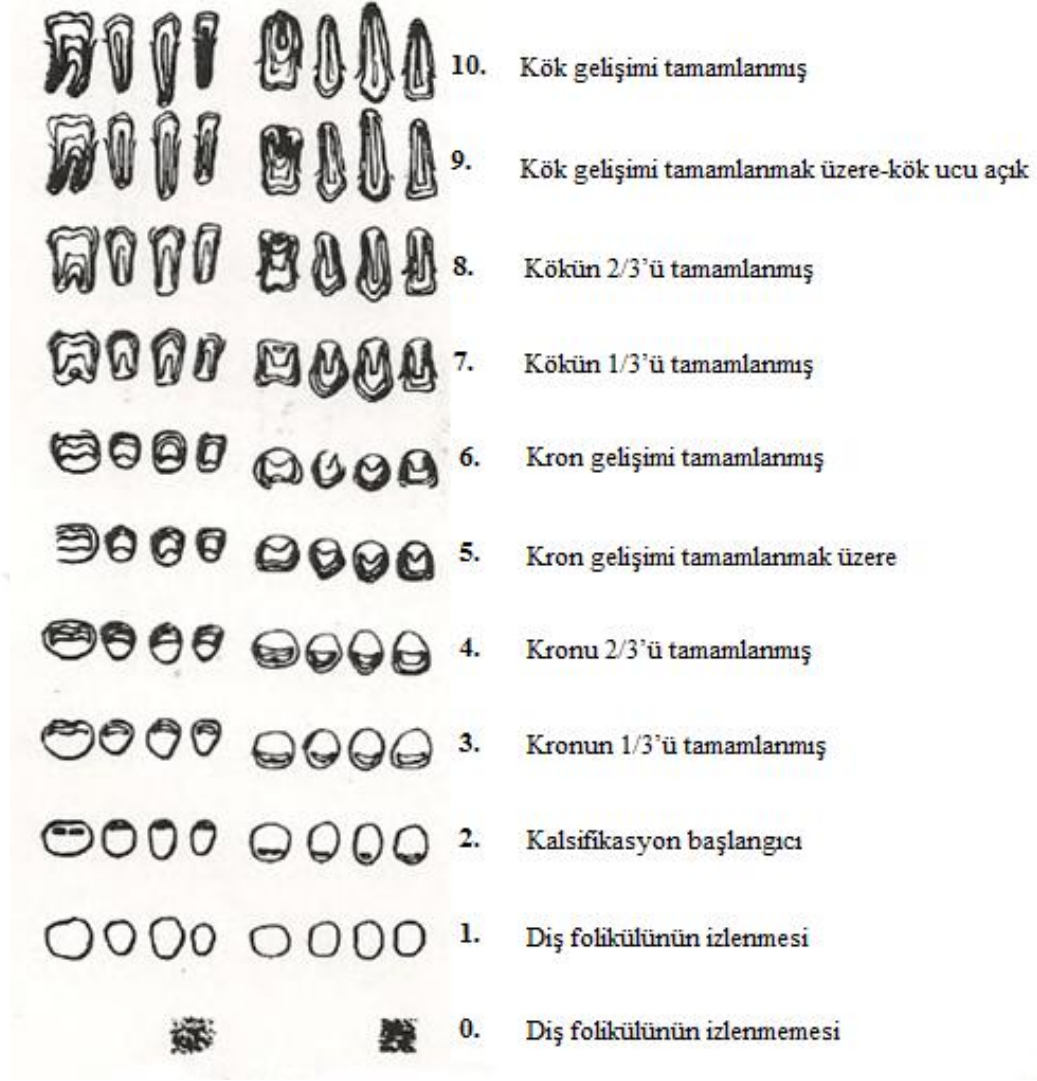 10. Kök gelişimi tamamlanmış
9. Kök gelişimi tamamlanmak üzere-kök ucu açık
8. Kökün 2/3’ü tamamlanmış
7. Kökün 1/3’ü tamamlanmış
6. Kron gelişimi tamamlanmış
5. Kron gelişimi tamamlanmak üzere
4. Kronu 2/3’ü tamamlanmış
3. Kronun 1/3’ü tamamlanmış
2. Kalsifikasyon başlangıcı
1. Diş folikülünün izlenmesi
0. Diş folikülünün izlenmemesi